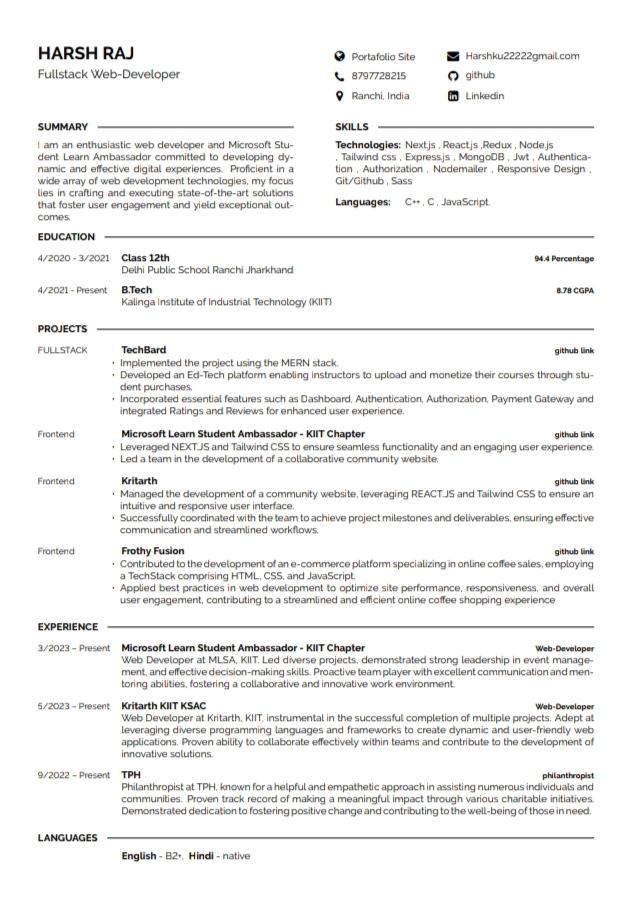 HARSH RAJ
Fullstack Web-Developer
Portafolio Site
Harshku22222gmail.com
8797728215
github
Ranchi, India
Linkedin
SUMMARY
I am an enthusiastic web developer and Microsoft Stu-
dent Learn Ambassador committed to developing dy-
namic and effective digital experiences. Proficient in a
wide array of web development technologies, my focus
lies in crafting and executing state-of-the-art solutions
that foster user engagement and yield exceptional out-
comes.
SKILLS
Technologies: Next.js , React.js ,Redux , Node.js
, Tailwind css , Express.js , MongoDB , Jwt , Authentica-
tion , Authorization , Nodemailer , Responsive Design ,
Git/Github , Sass
Languages: C++ , C , JavaScript.
EDUCATION
4/2020 - 3/2021 Class 12th 94.4 Percentage
Delhi Public School Ranchi Jharkhand
4/2021 - Present B.Tech 8.78 CGPA
Kalinga Institute of Industrial Technology (KIIT)
PROJECTS
FULLSTACK TechBard github link
• Implemented the project using the MERN stack.
• Developed an Ed-Tech platform enabling instructors to upload and monetize their courses through stu-
dent purchases.
• Incorporated essential features such as Dashboard, Authentication, Authorization, Payment Gateway and
integrated Ratings and Reviews for enhanced user experience.
Frontend Microsoft Learn Student Ambassador - KIIT Chapter github link
• Leveraged NEXT.JS and Tailwind CSS to ensure seamless functionality and an engaging user experience.
• Led a team in the development of a collaborative community website.
Frontend Kritarth github link
• Managed the development of a community website, leveraging REACT.JS and Tailwind CSS to ensure an
intuitive and responsive user interface.
• Successfully coordinated with the team to achieve project milestones and deliverables, ensuring effective
communication and streamlined workflows.
Frontend Frothy Fusion github link
• Contributed to the development of an e-commerce platform specializing in online coffee sales, employing
a TechStack comprising HTML, CSS, and JavaScript.
• Applied best practices in web development to optimize site performance, responsiveness, and overall
user engagement, contributing to a streamlined and efficient online coffee shopping experience
EXPERIENCE
3/2023 – Present Microsoft Learn Student Ambassador - KIIT Chapter Web-Developer
Web Developer at MLSA, KIIT. Led diverse projects, demonstrated strong leadership in event manage-
ment, and effective decision-making skills. Proactive team player with excellent communication and men-
toring abilities, fostering a collaborative and innovative work environment.
5/2023 – Present Kritarth KIIT KSAC Web-Developer
Web Developer at Kritarth, KIIT, instrumental in the successful completion of multiple projects. Adept at
leveraging diverse programming languages and frameworks to create dynamic and user-friendly web
applications. Proven ability to collaborate effectively within teams and contribute to the development of
innovative solutions.
9/2022 – Present TPH philanthropist
Philanthropist at TPH, known for a helpful and empathetic approach in assisting numerous individuals and
communities. Proven track record of making a meaningful impact through various charitable initiatives.
Demonstrated dedication to fostering positive change and contributing to the well-being of those in need.
LANGUAGES
English - B2+, Hindi - native